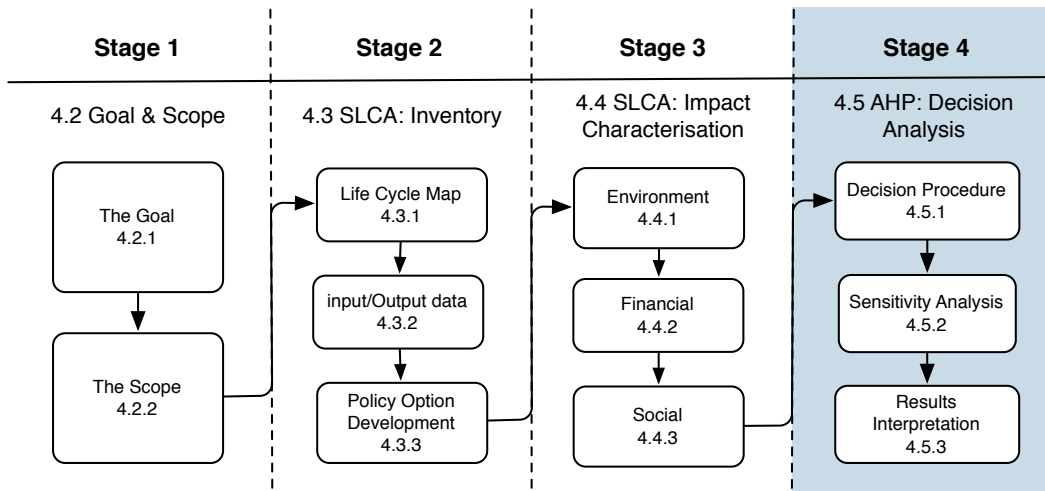 Stage 1
Stage 2
Stage 3
Stage 4
4.2 Goal & Scope
The Goal
4.2.1
The Scope
4.2.2
4.3 SLCA: Inventory
Life Cycle Map
4.3.1
input/Output data
4.3.2
Policy Option
Development
4.3.3
4.4 SLCA: Impact
Characterisation
Environment
4.4.1
Financial
4.4.2
Social
4.4.3
4.5 AHP: Decision
Analysis
Decision Procedure
4.5.1
Sensitivity Analysis
4.5.2
Results
Interpretation
4.5.3